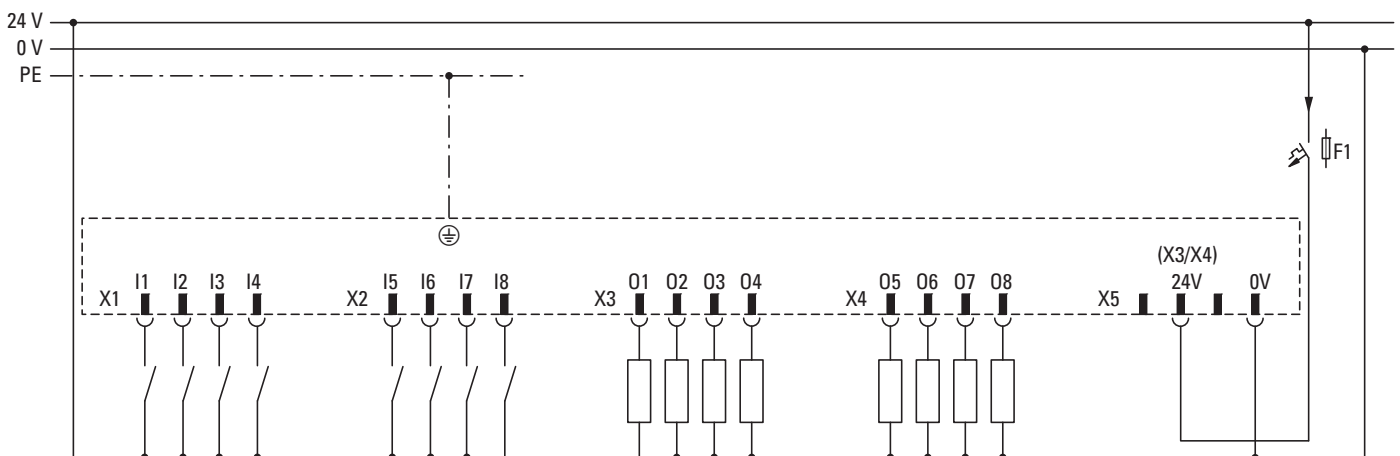 24 V
0 V
PE
F1
(X3/X4)
X1 I1 I2 I3 I4 X2 I5 I6 I7 I8 X3 O1 O2 O3 O4 X4 O5 O6 O7 O8 X5 24V 0V